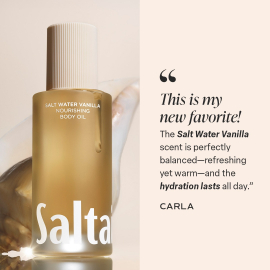 SALT WATER VANILLA
NOURISHING
BODY OIL
Salta
“
This is my
new favorite!
The Salt Water Vanilla
scent is perfectly
balanced—refreshing
yet warm—and the
hydration lasts all day.”
CARLA